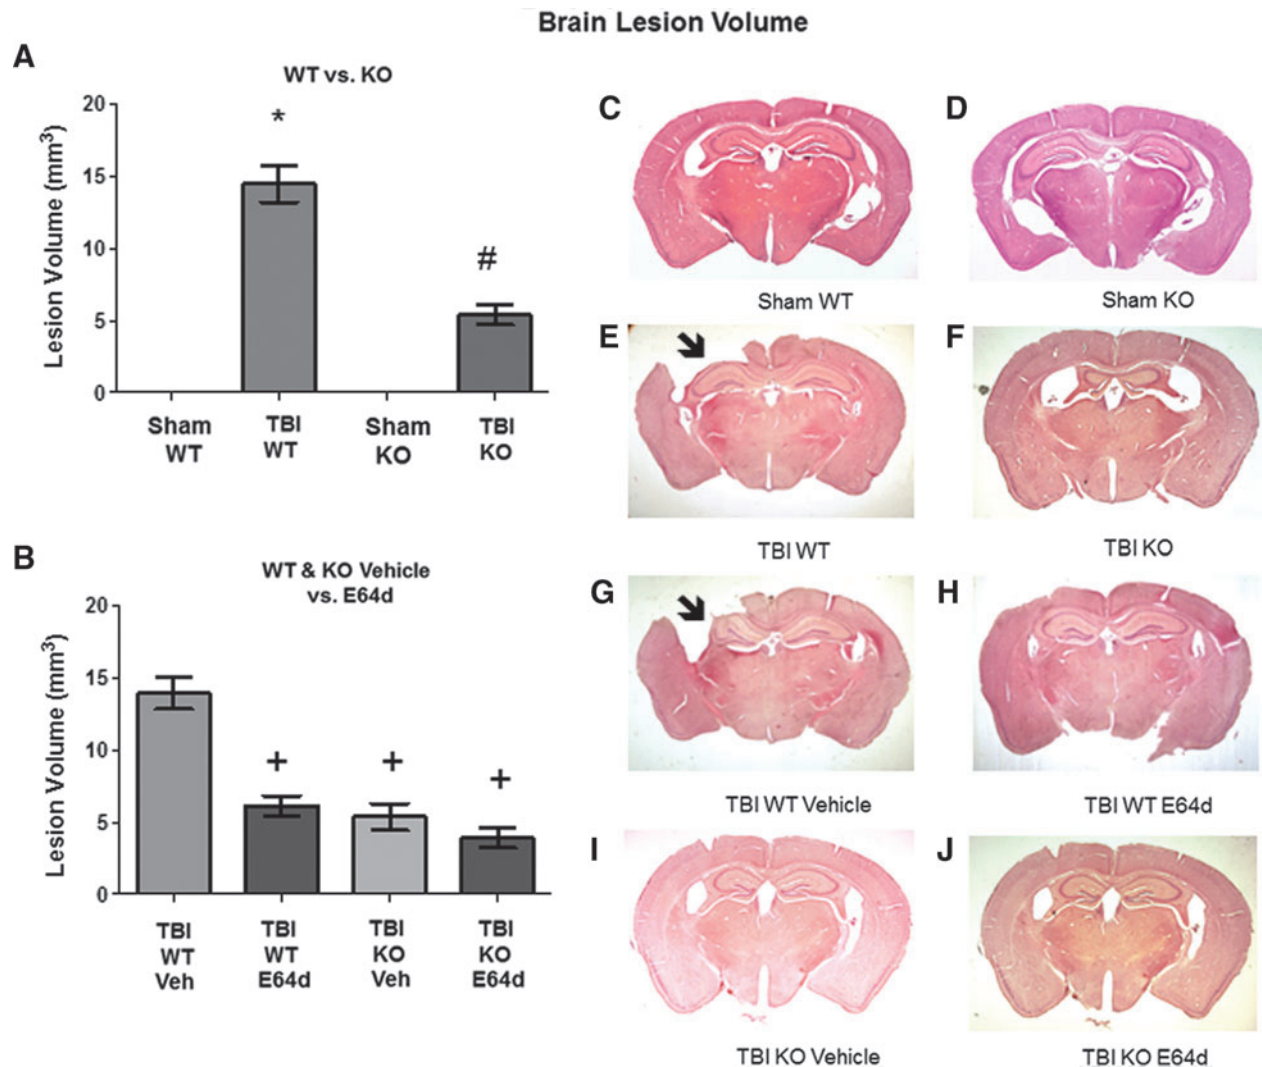 Brain Lesion Volume
A
WT vs. KO
Lesion Volume (mm³)
20
15
10
5
0
*
#
Sham WT
TBI WT
Sham KO
TBI KO
B
WT & KO Vehicle
vs. E64d
Lesion Volume (mm³)
20
15
10
5
0
+
+
+
TBI WT Veh
TBI WT E64d
TBI KO Veh
TBI KO E64d
C
Sham WT
D
Sham KO
E
TBI WT
F
TBI KO
G
TBI WT Vehicle
H
TBI WT E64d
I
TBI KO Vehicle
J
TBI KO E64d